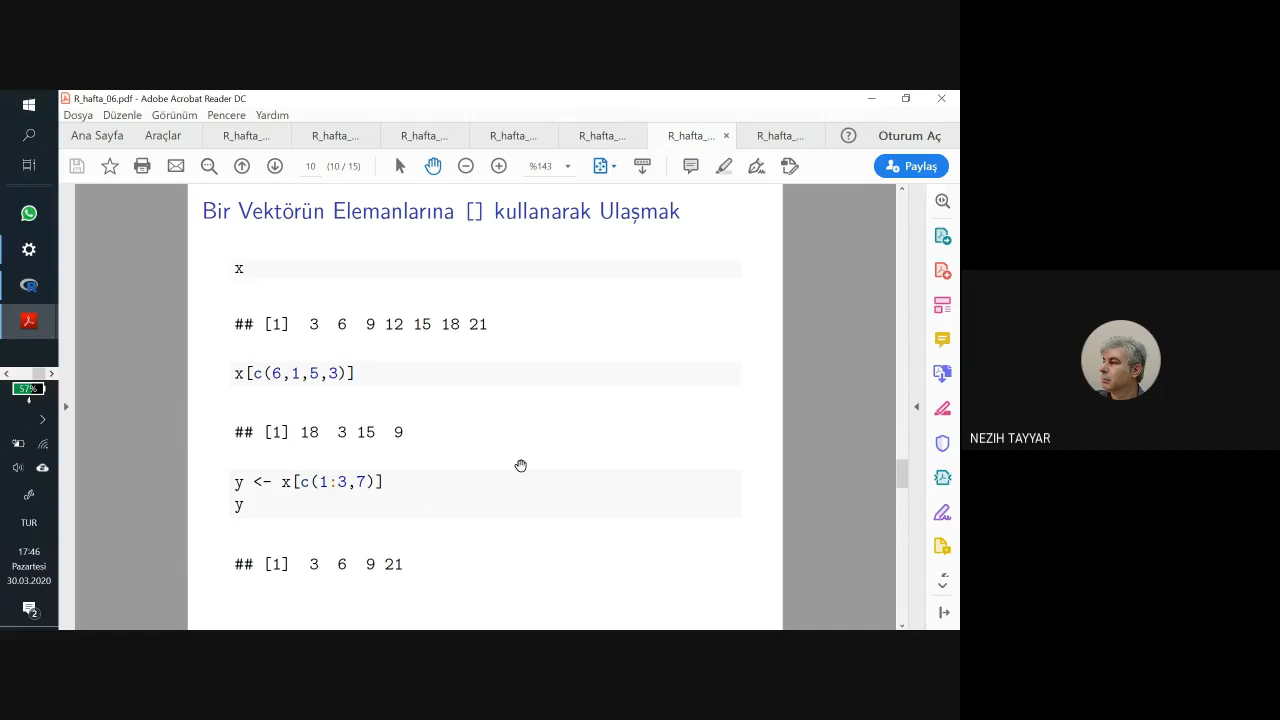 R_hafta_06.pdf - Adobe Acrobat Reader DC
Dosya Düzenle Görünüm Pencere Yardım
Ana Sayfa Araçlar R_hafta_... R_hafta_... R_hafta_... R_hafta_... R_hafta_... R_hafta_... × R_hafta_... Oturum Aç
10 (10 / 15) %143 Paylaş
Bir Vektörün Elemanlarına [] kullanarak Ulaşmak
x
## [1] 3 6 9 12 15 18 21
x[c(6,1,5,3)]
## [1] 18 3 15 9
y <- x[c(1:3,7)]
y
## [1] 3 6 9 21
57%
TUR
17:46
Pazartesi
30.03.2020
2
NEZIH TAYYAR